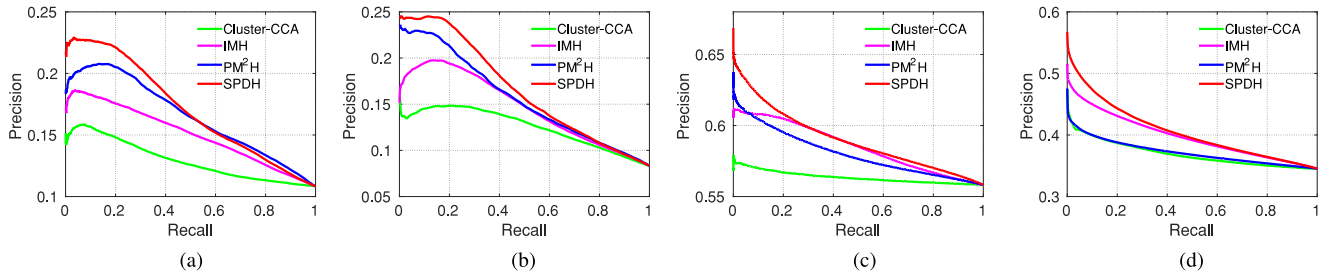 Precision
0.25
0.2
0.15
0.1
0 0.2 0.4 0.6 0.8 1
Recall
Cluster-CCA
IMH
PM²H
SPDH
(a)
Precision
0.25
0.2
0.15
0.1
0.05
0 0.2 0.4 0.6 0.8 1
Recall
Cluster-CCA
IMH
PM²H
SPDH
(b)
Precision
0.65
0.6
0.55
0 0.2 0.4 0.6 0.8 1
Recall
Cluster-CCA
IMH
PM²H
SPDH
(c)
Precision
0.6
0.5
0.4
0.3
0 0.2 0.4 0.6 0.8 1
Recall
Cluster-CCA
IMH
PM²H
SPDH
(d)